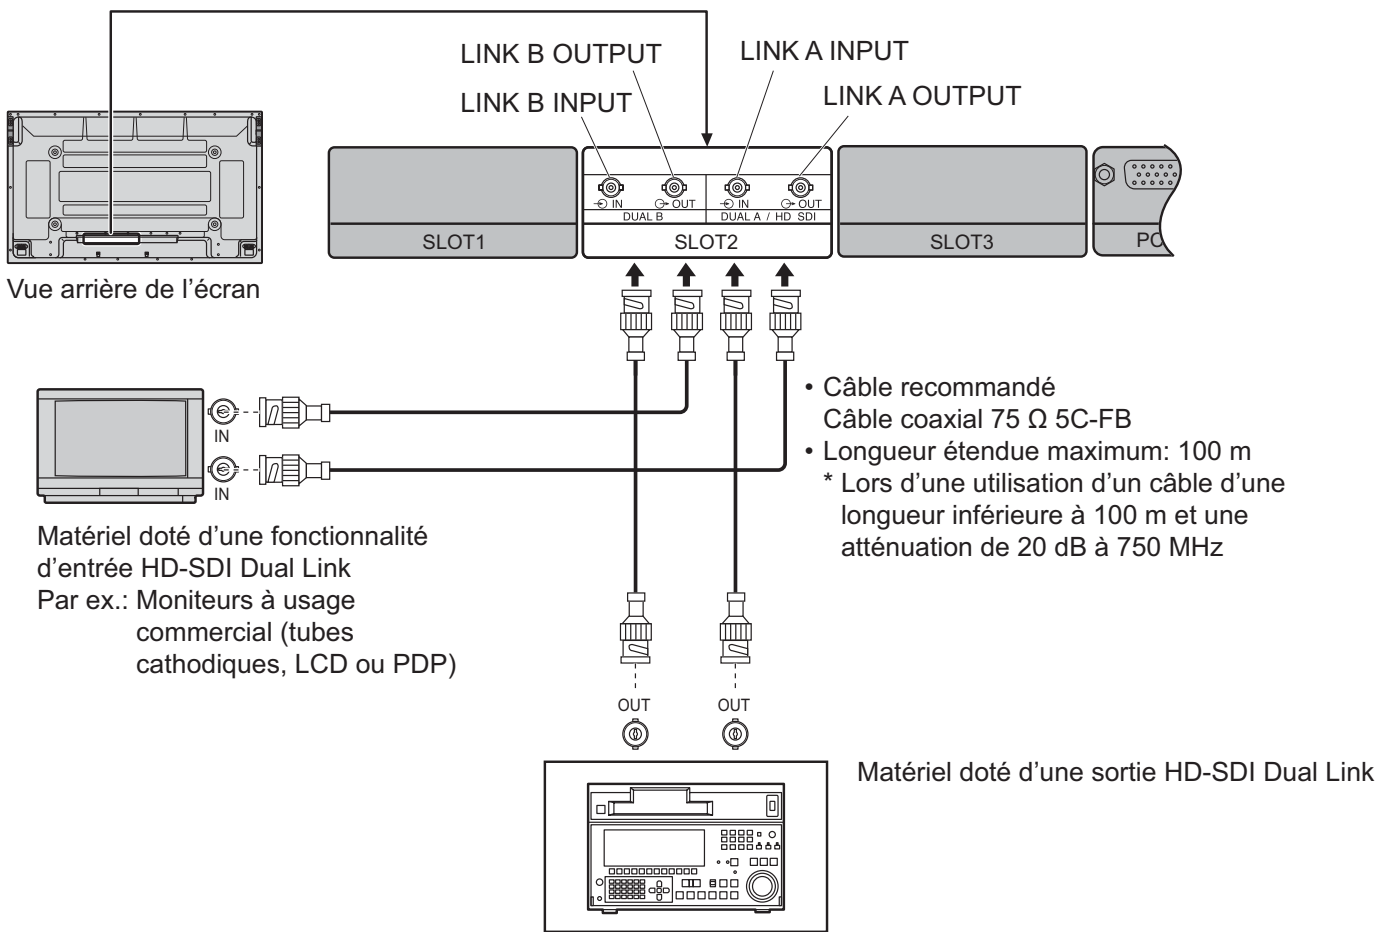 LINK B OUTPUT
LINK A INPUT
LINK B INPUT
LINK A OUTPUT
IN
OUT
IN
OUT
DUAL B
DUAL A / HD SDI
SLOT1
SLOT2
SLOT3
PC
Vue arrière de l’écran
IN
IN
• Câble recommandé
Câble coaxial 75 Ω 5C-FB
• Longueur étendue maximum: 100 m
* Lors d’une utilisation d’un câble d’une
longueur inférieure à 100 m et une
atténuation de 20 dB à 750 MHz
Matériel doté d’une fonctionnalité
d’entrée HD-SDI Dual Link
Par ex.: Moniteurs à usage
commercial (tubes
cathodiques, LCD ou PDP)
OUT
OUT
Matériel doté d’une sortie HD-SDI Dual Link